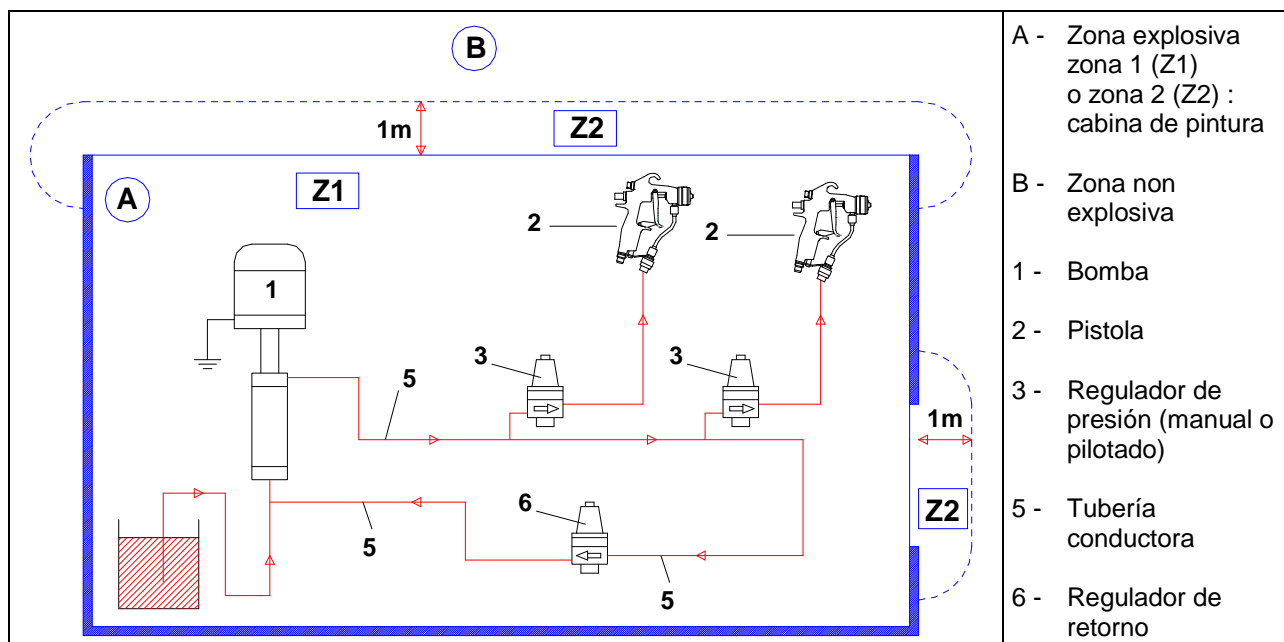 B
1m
Z2
A
Z1
2
2
1
3
3
5
1m
6
Z2
5
5
A - Zona explosiva
zona 1 (Z1)
o zona 2 (Z2) :
cabina de pintura
B - Zona non
explosiva
1 - Bomba
2 - Pistola
3 - Regulador de
presión (manual o
pilotado)
5 - Tubería
conductora
6 - Regulador de
retorno